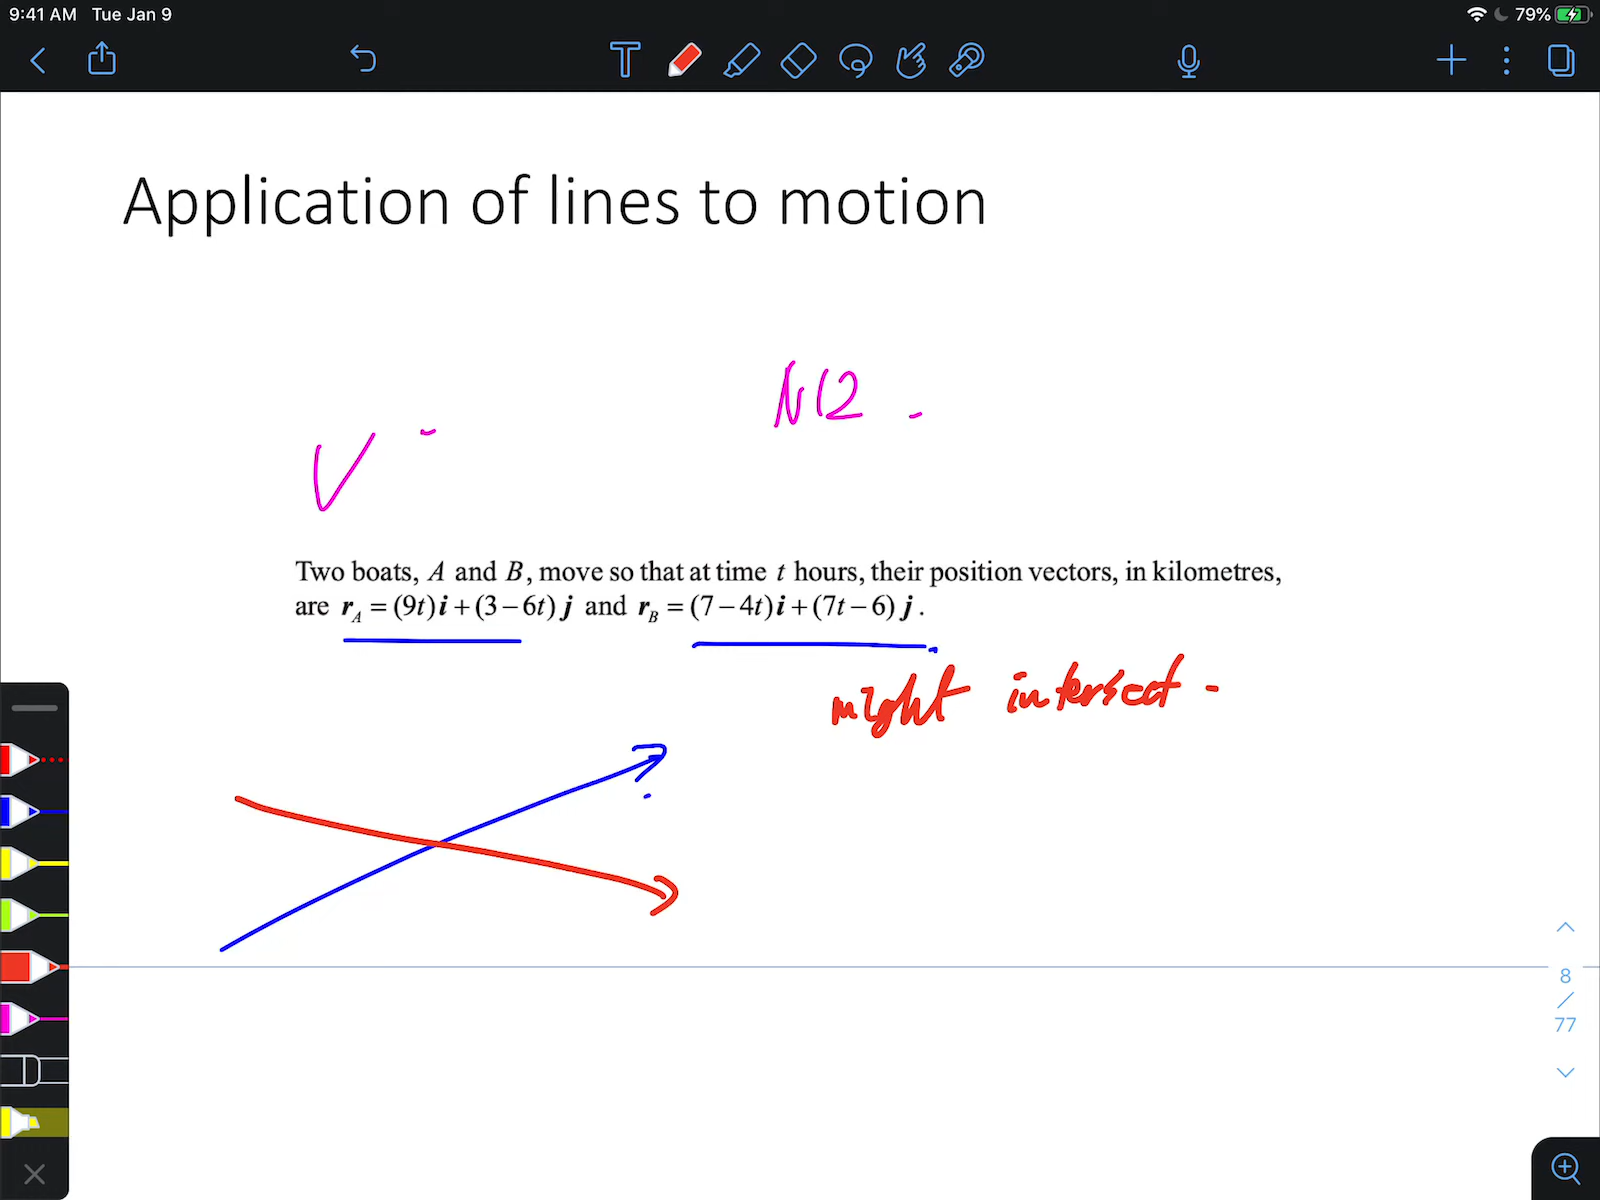 9:41 AM Tue Jan 9
79%
Application of lines to motion
V
Two boats, A and B, move so that at time t hours, their position vectors, in kilometres,
are r_A = (9t)i + (3 − 6t)j and r_B = (7 − 4t)i + (7t − 6)j.
might intersect -
8
/
77